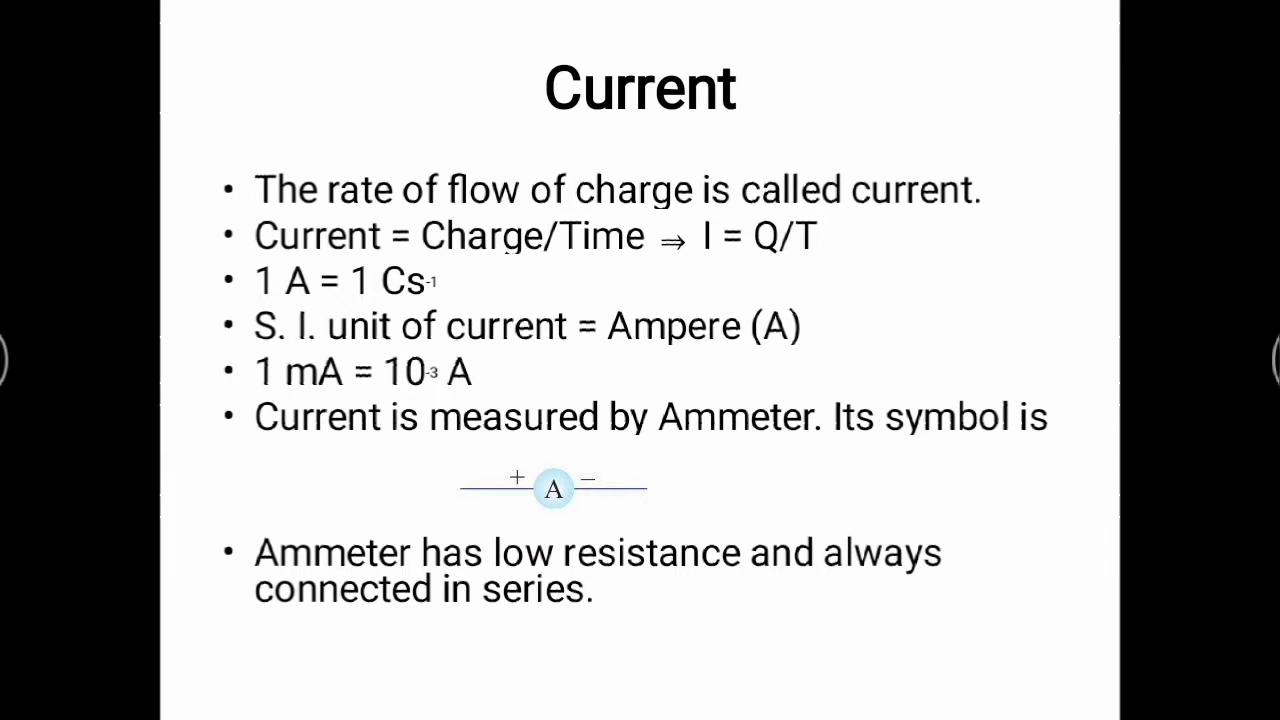 Current
• The rate of flow of charge is called current.
• Current = Charge/Time ⇒ I = Q/T
• 1 A = 1 Cs⁻¹
• S. I. unit of current = Ampere (A)
• 1 mA = 10⁻³ A
• Current is measured by Ammeter. Its symbol is
+ A −
• Ammeter has low resistance and always
connected in series.